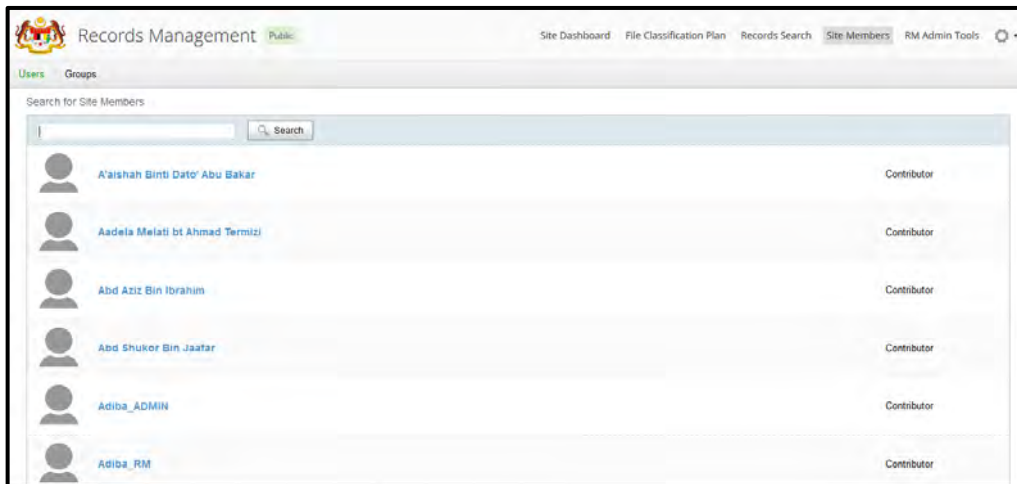 Records Management Public Site Dashboard File Classification Plan Records Search Site Members RM Admin Tools
Users Groups
Search for Site Members
Search
A'aishah Binti Dato' Abu Bakar Contributor
Aadela Melati bt Ahmad Termizi Contributor
Abd Aziz Bin Ibrahim Contributor
Abd Shukor Bin Jaafar Contributor
Adiba_ADMIN Contributor
Adiba_RM Contributor